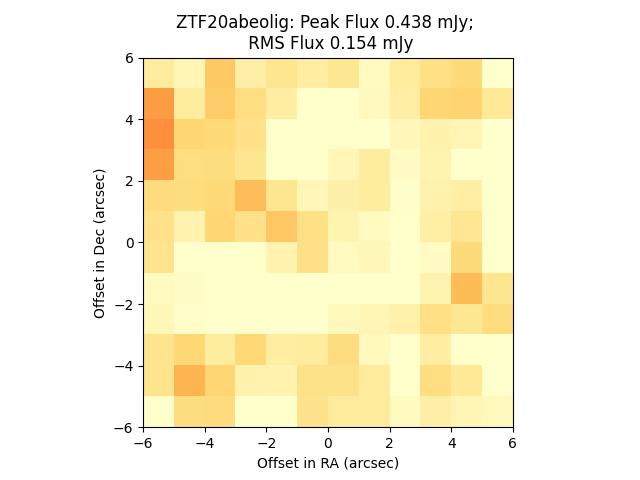 ZTF20abeolig: Peak Flux 0.438 mJy;
RMS Flux 0.154 mJy
6
4
2
0
−2
−4
−6
Offset in Dec (arcsec)
−6 −4 −2 0 2 4 6
Offset in RA (arcsec)